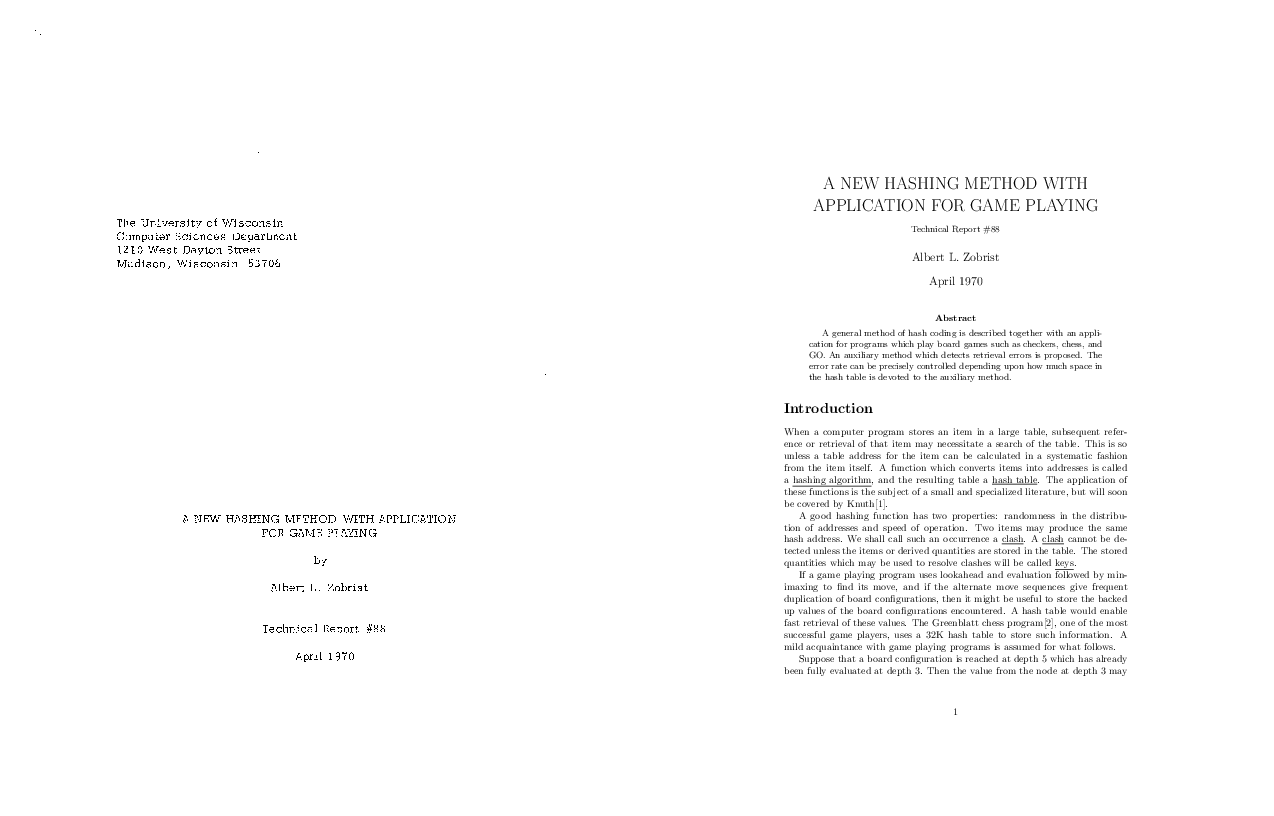 The University of Wisconsin
Computer Sciences Department
1210 West Dayton Street
Madison, Wisconsin 53706
A NEW HASHING METHOD WITH APPLICATION
FOR GAME PLAYING
by
Albert L. Zobrist
Technical Report #88
April 1970
A NEW HASHING METHOD WITH
APPLICATION FOR GAME PLAYING
Technical Report #88
Albert L. Zobrist
April 1970
Abstract
A general method of hash coding is described together with an appli-
cation for programs which play board games such as checkers, chess, and
GO. An auxiliary method which detects retrieval errors is proposed. The
error rate can be precisely controlled depending upon how much space in
the hash table is devoted to the auxiliary method.
Introduction
When a computer program stores an item in a large table, subsequent refer-
ence or retrieval of that item may necessitate a search of the table. This is so
unless a table address for the item can be calculated in a systematic fashion
from the item itself. A function which converts items into addresses is called
a hashing algorithm, and the resulting table a hash table. The application of
these functions is the subject of a small and specialized literature, but will soon
be covered by Knuth[1].
A good hashing function has two properties: randomness in the distribu-
tion of addresses and speed of operation. Two items may produce the same
hash address. We shall call such an occurrence a clash. A clash cannot be de-
tected unless the items or derived quantities are stored in the table. The stored
quantities which may be used to resolve clashes will be called keys.
If a game playing program uses lookahead and evaluation followed by min-
imaxing to find its move, and if the alternate move sequences give frequent
duplication of board configurations, then it might be useful to store the backed
up values of the board configurations encountered. A hash table would enable
fast retrieval of these values. The Greenblatt chess program[2], one of the most
successful game players, uses a 32K hash table to store such information. A
mild acquaintance with game playing programs is assumed for what follows.
Suppose that a board configuration is reached at depth 5 which has already
been fully evaluated at depth 3. Then the value from the node at depth 3 may
1